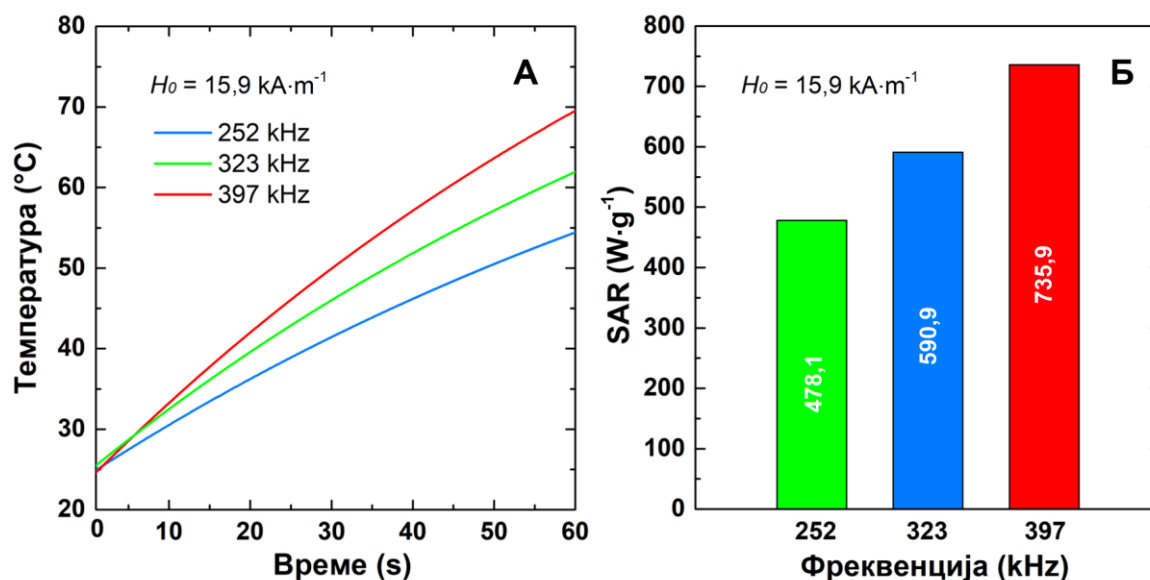 А
H₀ = 15,9 kA·m⁻¹
252 kHz
323 kHz
397 kHz
Температура (°C)
80
70
60
50
40
30
20
0 10 20 30 40 50 60
Време (s)
Б
H₀ = 15,9 kA·m⁻¹
SAR (W·g⁻¹)
800
700
600
500
400
300
200
100
0
478,1
590,9
735,9
252 323 397
Фреквенција (kHz)